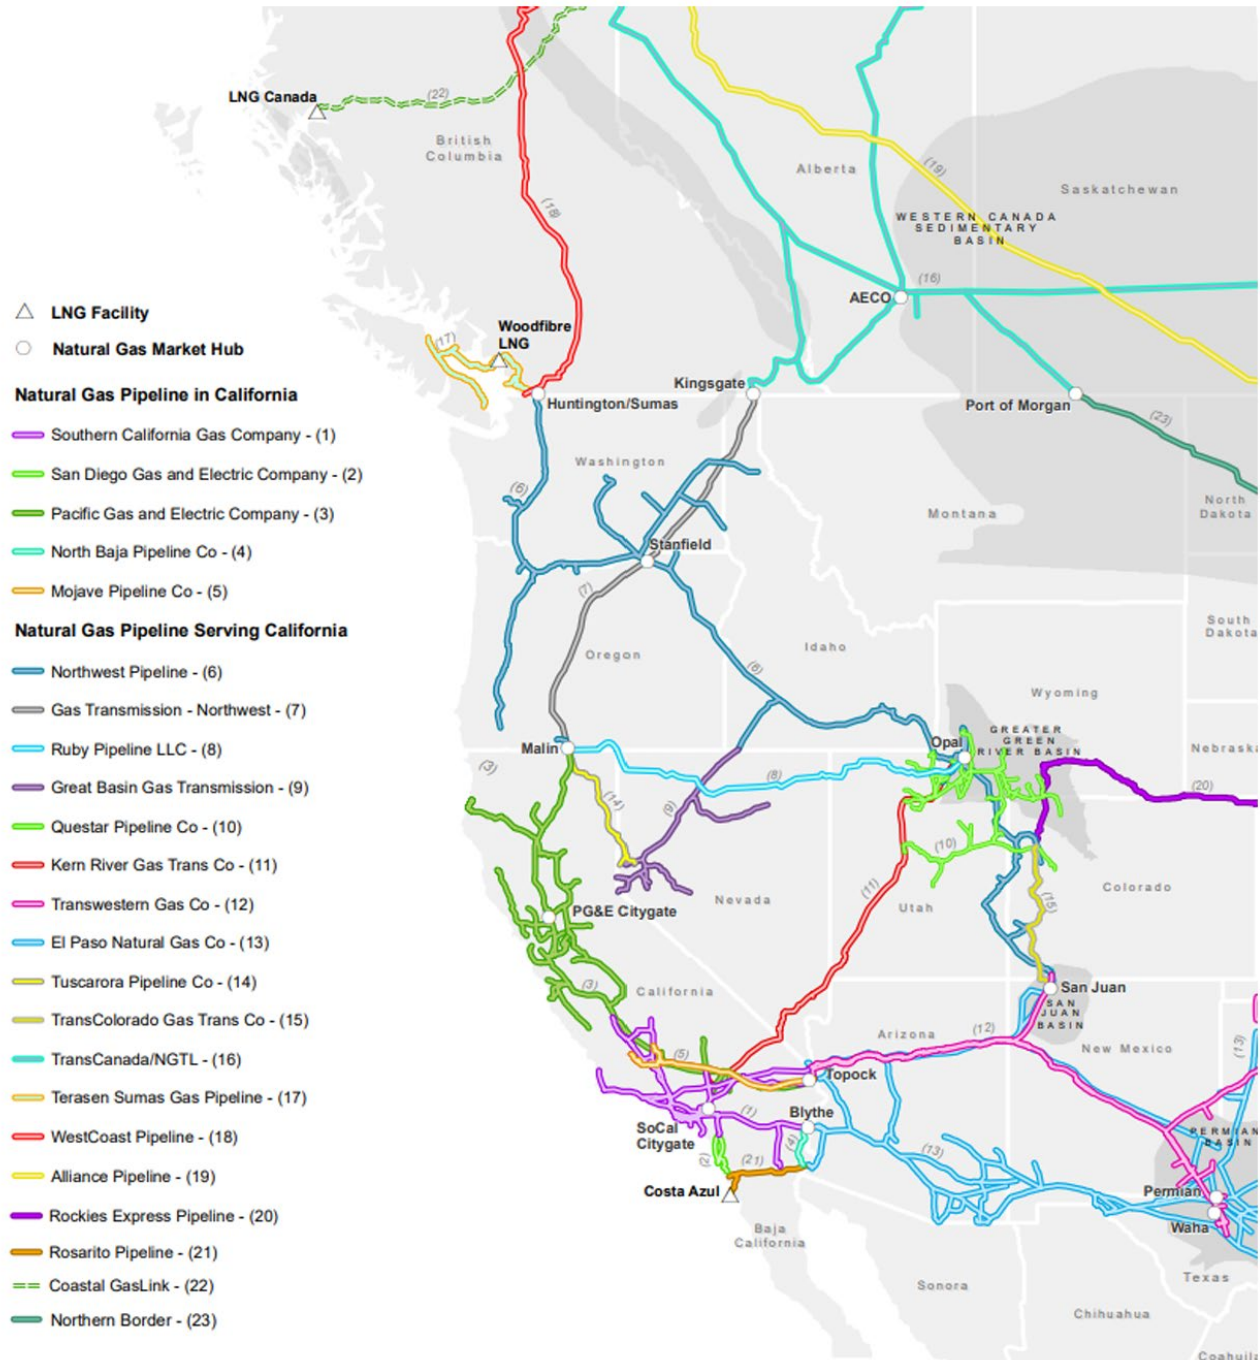 LNG Canada
(22)
British
Columbia
(18)
Alberta
(19)
Saskatchewan
WESTERN CANADA
SEDIMENTARY
BASIN
(16)
AECO
LNG Facility
Natural Gas Market Hub
Natural Gas Pipeline in California
Southern California Gas Company - (1)
San Diego Gas and Electric Company - (2)
Pacific Gas and Electric Company - (3)
North Baja Pipeline Co - (4)
Mojave Pipeline Co - (5)
Natural Gas Pipeline Serving California
Northwest Pipeline - (6)
Gas Transmission - Northwest - (7)
Ruby Pipeline LLC - (8)
Great Basin Gas Transmission - (9)
Questar Pipeline Co - (10)
Kern River Gas Trans Co - (11)
Transwestern Gas Co - (12)
El Paso Natural Gas Co - (13)
Tuscarora Pipeline Co - (14)
TransColorado Gas Trans Co - (15)
TransCanada/NGTL - (16)
Terasen Sumas Gas Pipeline - (17)
WestCoast Pipeline - (18)
Alliance Pipeline - (19)
Rockies Express Pipeline - (20)
Rosarito Pipeline - (21)
Coastal GasLink - (22)
Northern Border - (23)
(17)
Woodfibre
LNG
Huntington/Sumas
Kingsgate
Port of Morgan
(23)
Washington
(6)
Montana
North
Dakota
Stanfield
(7)
Oregon
Idaho
(6)
South
Dakota
Wyoming
Malin
(3)
(14)
(8)
(9)
Opal
GREATER
GREEN
RIVER BASIN
Nebraska
(20)
(10)
(11)
Nevada
Utah
Colorado
(15)
PG&E Citygate
(3)
California
San Juan
SAN
JUAN
BASIN
Arizona
(12)
New Mexico
(13)
(5)
Topock
Blythe
(1)
SoCal
Citygate
(2)
(4)
(21)
(13)
PERMIAN
BASIN
Costa Azul
Permian
Waha
Baja
California
Sonora
Chihuahua
Texas
Coahuila